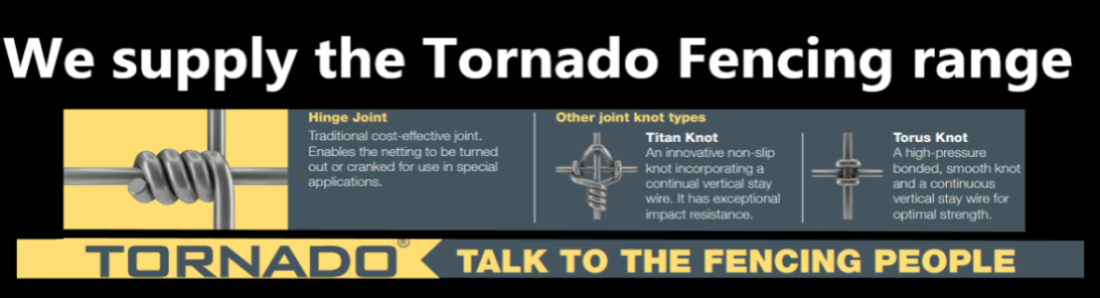 We supply the Tornado Fencing range
Hinge Joint
Traditional cost-effective joint.
Enables the netting to be turned
out or cranked for use in special
applications.
Other joint knot types
Titan Knot
An innovative non-slip
knot incorporating a
continual vertical stay
wire. It has exceptional
impact resistance.
Torus Knot
A high-pressure
bonded, smooth knot
and a continuous
vertical stay wire for
optimal strength.
TORNADO®
TALK TO THE FENCING PEOPLE